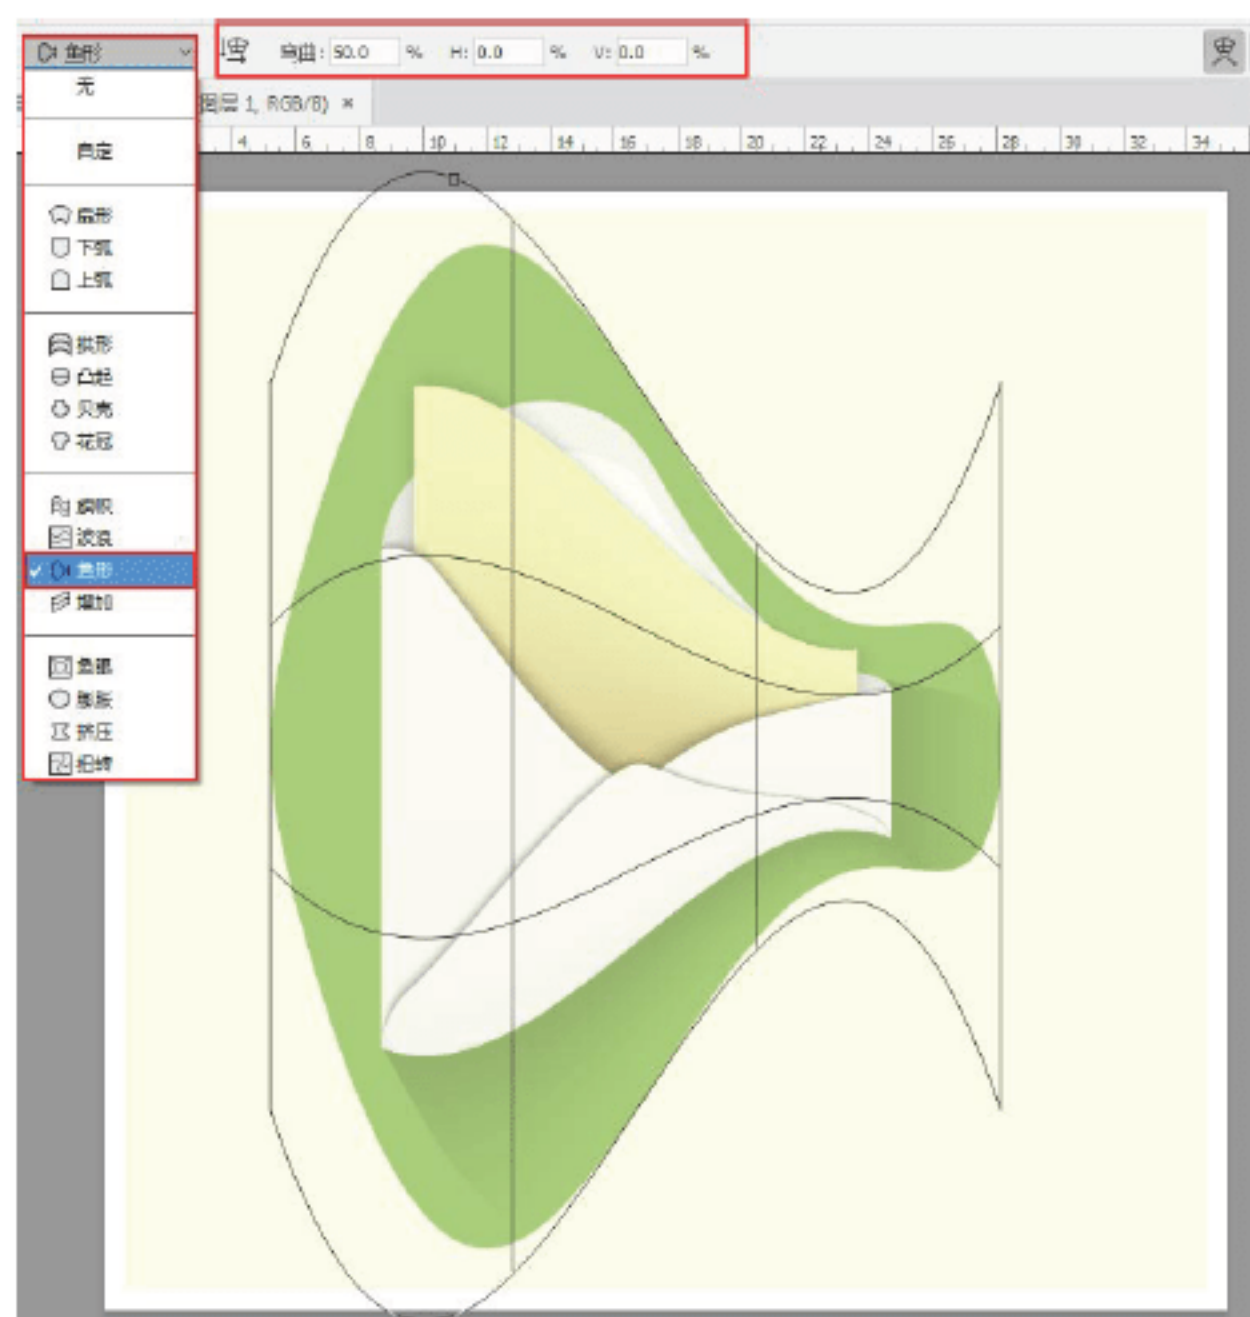 鱼形
弯曲: 50.0 % H: 0.0 % V: 0.0 %
无
图层 1, RGB/8) ×
4 6 8 10 12 14 16 18 20 22 24 26 28 30 32 34
自定
扇形
下弧
上弧
拱形
凸起
贝壳
花冠
旗帜
波浪
鱼形
增加
鱼眼
膨胀
挤压
扭转